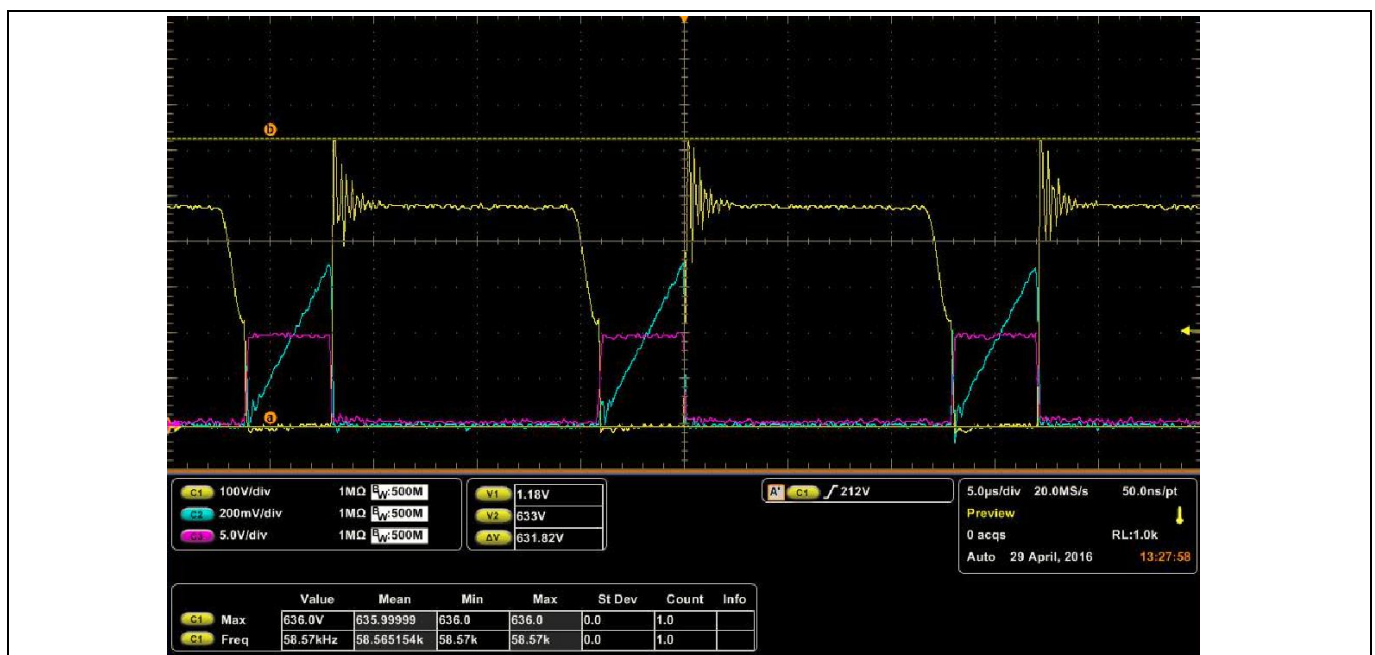 b
a
C1 100V/div 1MΩ BW:500M
C2 200mV/div 1MΩ BW:500M
C3 5.0V/div 1MΩ BW:500M
V1 1.18V
V2 633V
ΔV 631.82V
A' C1 212V
5.0µs/div 20.0MS/s 50.0ns/pt
Preview
0 acqs RL:1.0k
Auto 29 April, 2016 13:27:58
Value Mean Min Max St Dev Count Info
C1 Max 636.0V 635.99999 636.0 636.0 0.0 1.0
C1 Freq 58.57kHz 58.565154k 58.57k 58.57k 0.0 1.0